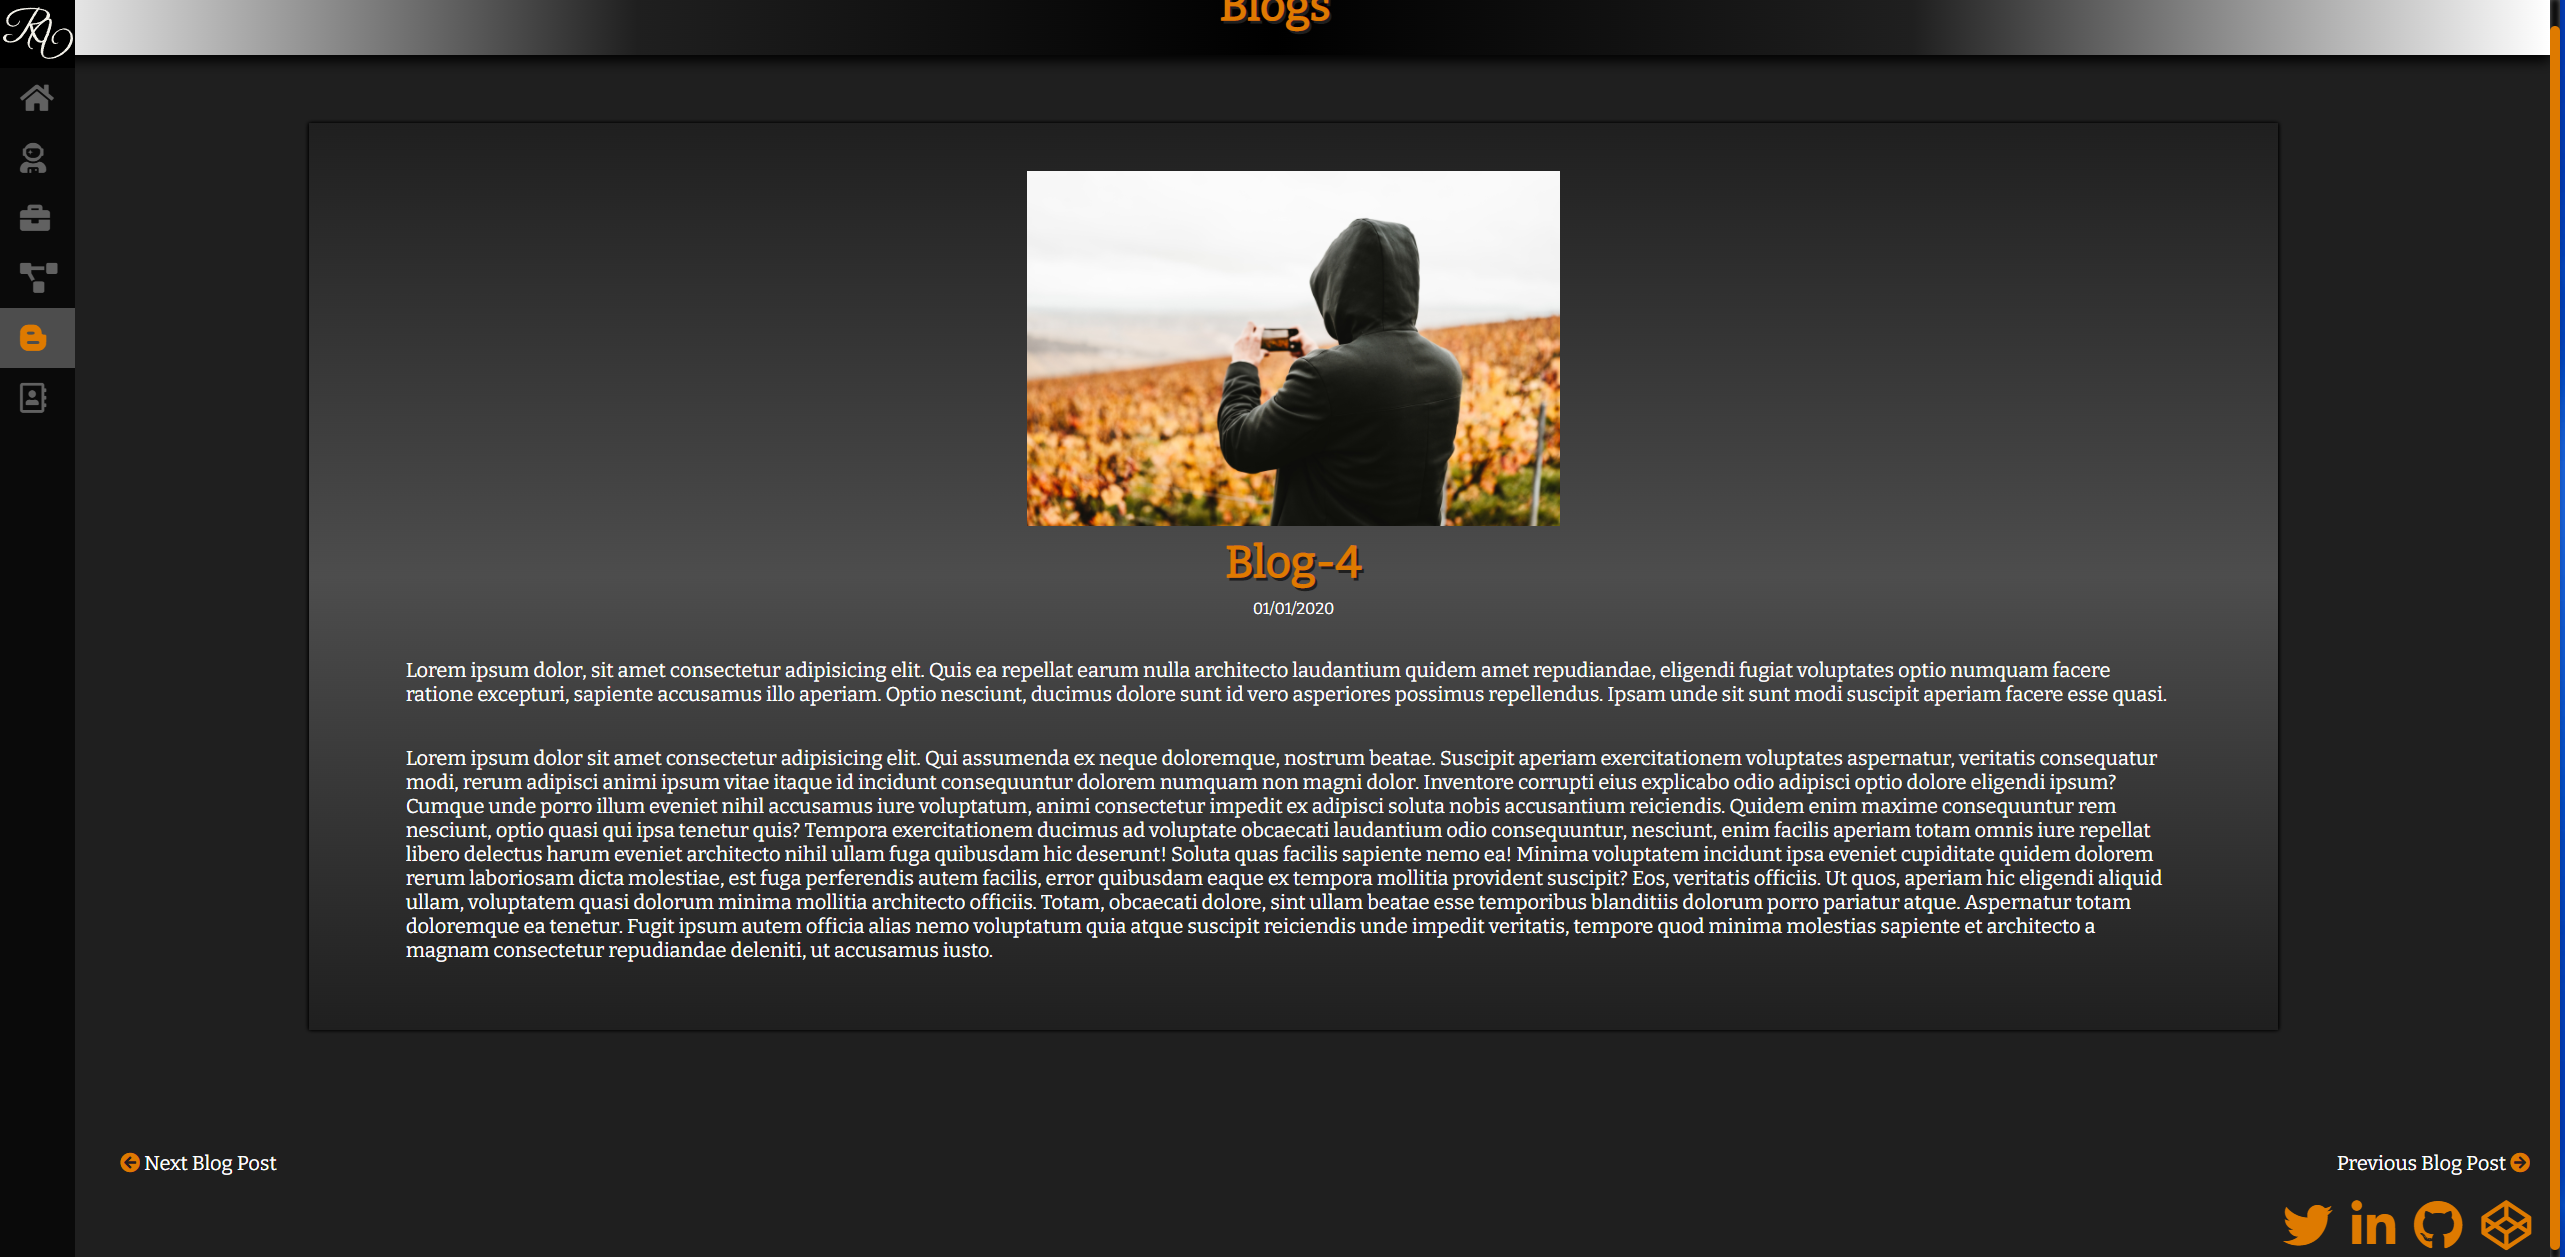 Blogs
Blog-4
01/01/2020
Lorem ipsum dolor, sit amet consectetur adipisicing elit. Quis ea repellat earum nulla architecto laudantium quidem amet repudiandae, eligendi fugiat voluptates optio numquam facere
ratione excepturi, sapiente accusamus illo aperiam. Optio nesciunt, ducimus dolore sunt id vero asperiores possimus repellendus. Ipsam unde sit sunt modi suscipit aperiam facere esse quasi.
Lorem ipsum dolor sit amet consectetur adipisicing elit. Qui assumenda ex neque doloremque, nostrum beatae. Suscipit aperiam exercitationem voluptates aspernatur, veritatis consequatur
modi, rerum adipisci animi ipsum vitae itaque id incidunt consequuntur dolorem numquam non magni dolor. Inventore corrupti eius explicabo odio adipisci optio dolore eligendi ipsum?
Cumque unde porro illum eveniet nihil accusamus iure voluptatum, animi consectetur impedit ex adipisci soluta nobis accusantium reiciendis. Quidem enim maxime consequuntur rem
nesciunt, optio quasi qui ipsa tenetur quis? Tempora exercitationem ducimus ad voluptate obcaecati laudantium odio consequuntur, nesciunt, enim facilis aperiam totam omnis iure repellat
libero delectus harum eveniet architecto nihil ullam fuga quibusdam hic deserunt! Soluta quas facilis sapiente nemo ea! Minima voluptatem incidunt ipsa eveniet cupiditate quidem dolorem
rerum laboriosam dicta molestiae, est fuga perferendis autem facilis, error quibusdam eaque ex tempora mollitia provident suscipit? Eos, veritatis officiis. Ut quos, aperiam hic eligendi aliquid
ullam, voluptatem quasi dolorum minima mollitia architecto officiis. Totam, obcaecati dolore, sint ullam beatae esse temporibus blanditiis dolorum porro pariatur atque. Aspernatur totam
doloremque ea tenetur. Fugit ipsum autem officia alias nemo voluptatum quia atque suscipit reiciendis unde impedit veritatis, tempore quod minima molestias sapiente et architecto a
magnam consectetur repudiandae deleniti, ut accusamus iusto.
Next Blog Post
Previous Blog Post
in